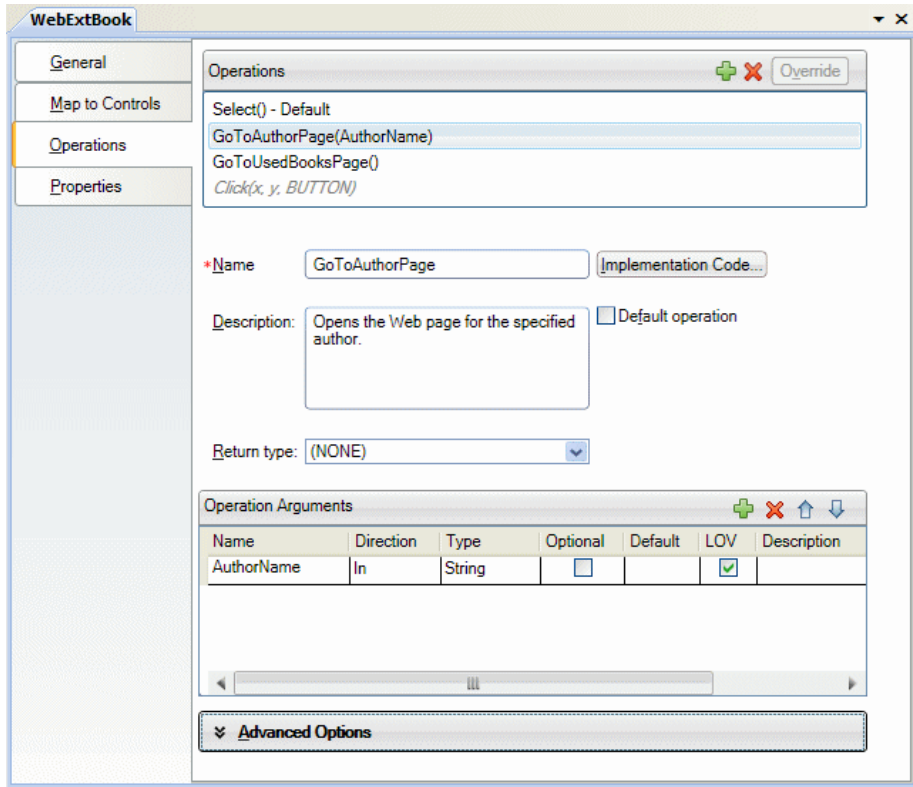 WebExtBook
General
Map to Controls
Operations
Properties
Operations
Override
Select() - Default
GoToAuthorPage(AuthorName)
GoToUsedBooksPage()
Click(x, y, BUTTON)
*Name
GoToAuthorPage
Implementation Code...
Description:
Opens the Web page for the specified
author.
Default operation
Return type:
(NONE)
Operation Arguments
Name Direction Type Optional Default LOV Description
AuthorName In String
Advanced Options